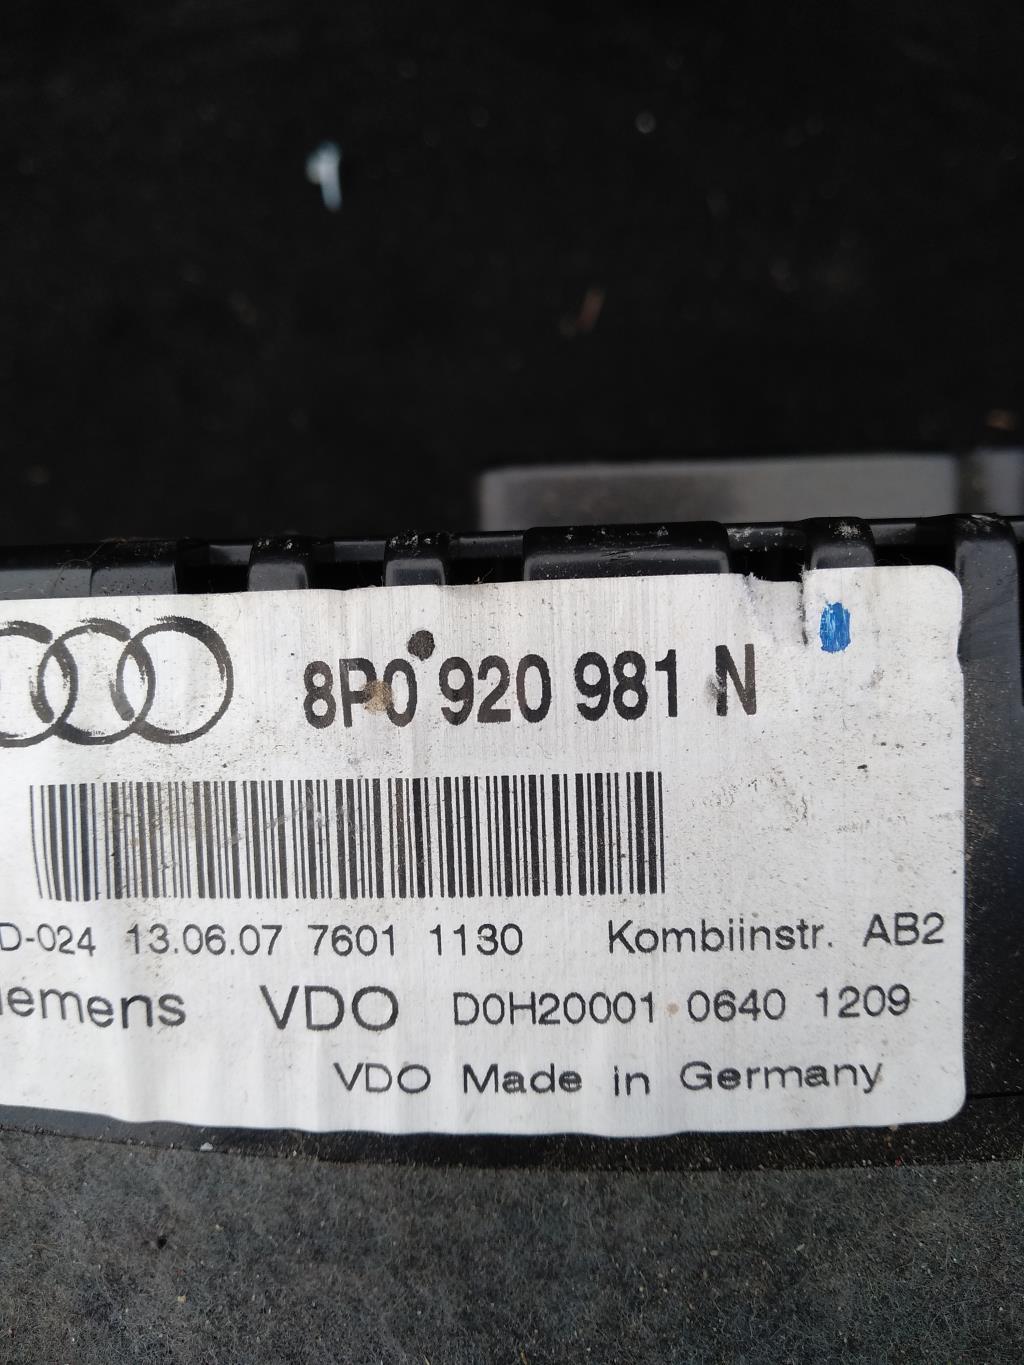 8P0 920 981 N
D-024 13.06.07 7601 1130 Kombiinstr. AB2
iemens VDO D0H20001 0640 1209
VDO Made in Germany